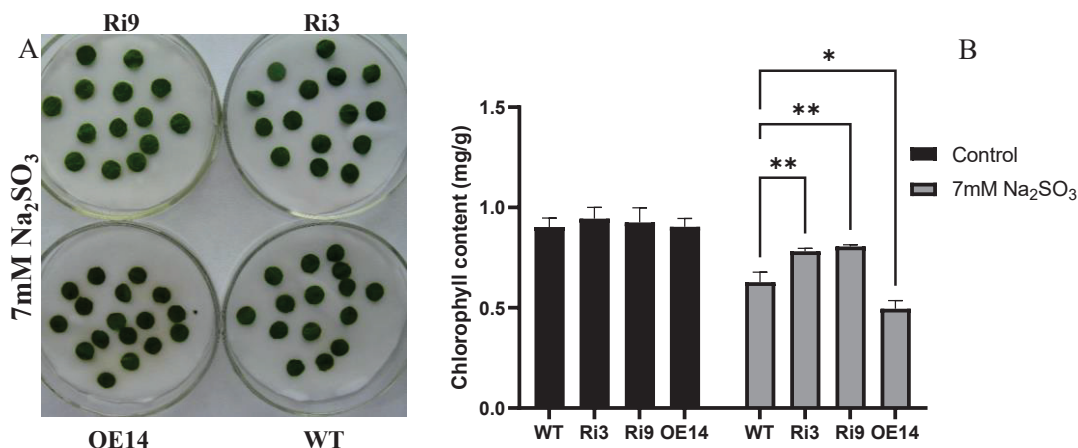 A
Ri9
Ri3
7mM Na₂SO₃
OE14
WT
B
*
**
**
Chlorophyll content (mg/g)
1.5
1.0
0.5
0.0
WT
Ri3
Ri9
OE14
WT
Ri3
Ri9
OE14
Control
7mM Na₂SO₃